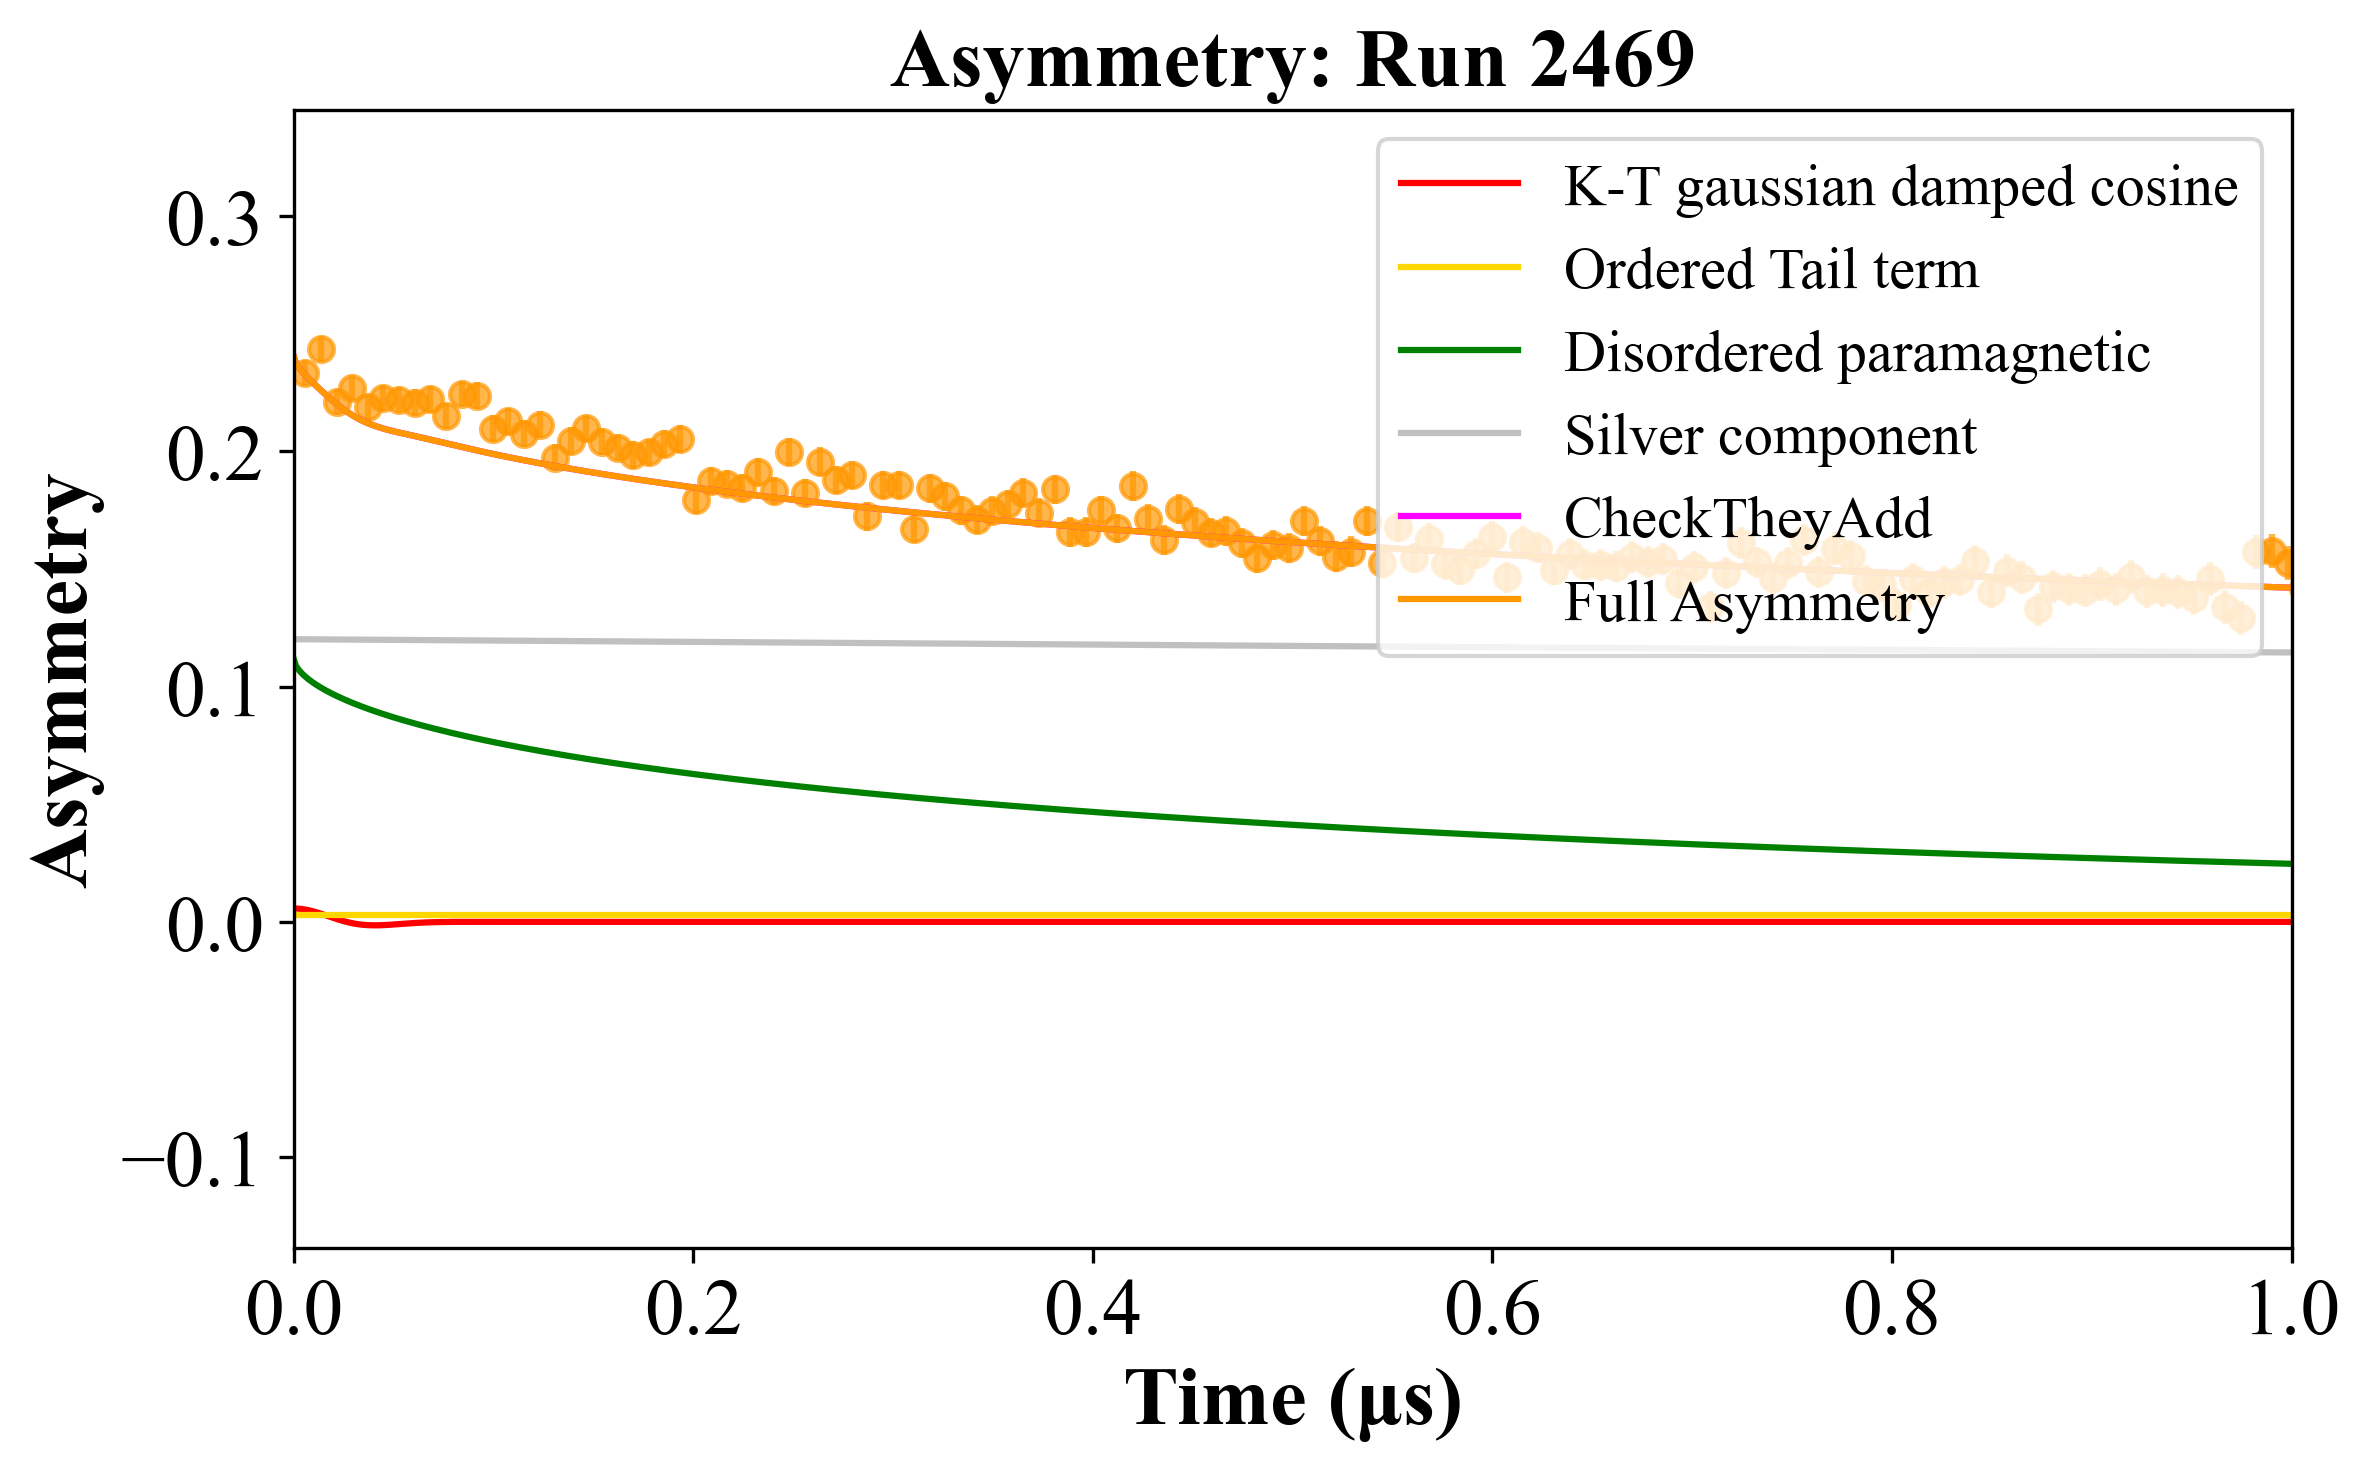 Asymmetry: Run 2469
Asymmetry
0.3
0.2
0.1
0.0
−0.1
K-T gaussian damped cosine
Ordered Tail term
Disordered paramagnetic
Silver component
CheckTheyAdd
Full Asymmetry
0.0 0.2 0.4 0.6 0.8 1.0
Time (μs)